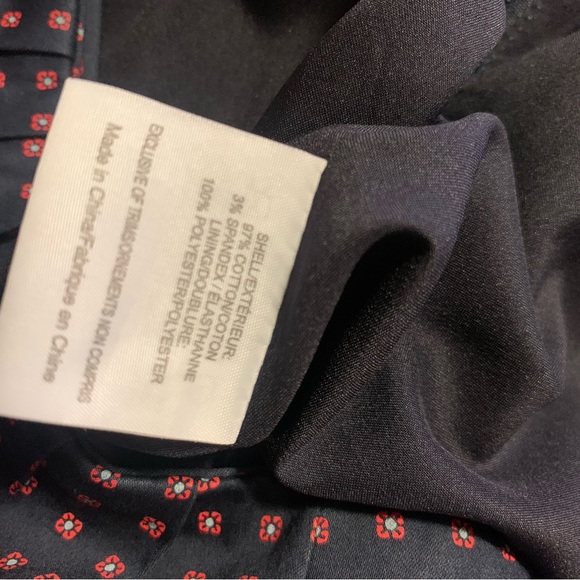 SHELL/EXTÉRIEUR:
97% COTTON/COTON
3% SPANDEX / ELASTHANNE
LINING/DOUBLURE:
100% POLYESTER/POLYESTER
EXCLUSIVE OF TRIMS/ORNEMENTS NON COMPRIS
Made in China/Fabriqué en Chine